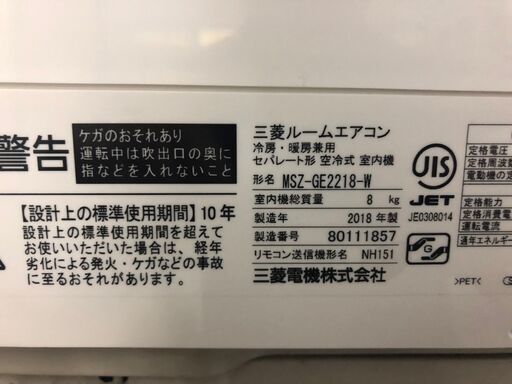 警告
ケガのおそれあり
運転中は吹出口の奥に
指などを入れないこと
【設計上の標準使用期間】10年
設計上の標準使用期間を超えて
お使いいただいた場合は、経年
劣化による発火・ケガなどの事故
に至るおそれがあります。
三菱ルームエアコン
冷房・暖房兼用
セパレート形 空冷式 室内機
形名 MSZ-GE2218-W
室内機総質量 8 kg
製造年 2018 年製
製造番号 80111857
リモコン送信機形名 NH151
三菱電機株式会社
JIS
JET
JE0308014
G
定格電圧
定格周波数
電動機の定
定格能力
定格消費電
運転電流
通年エネルギー
>PET<